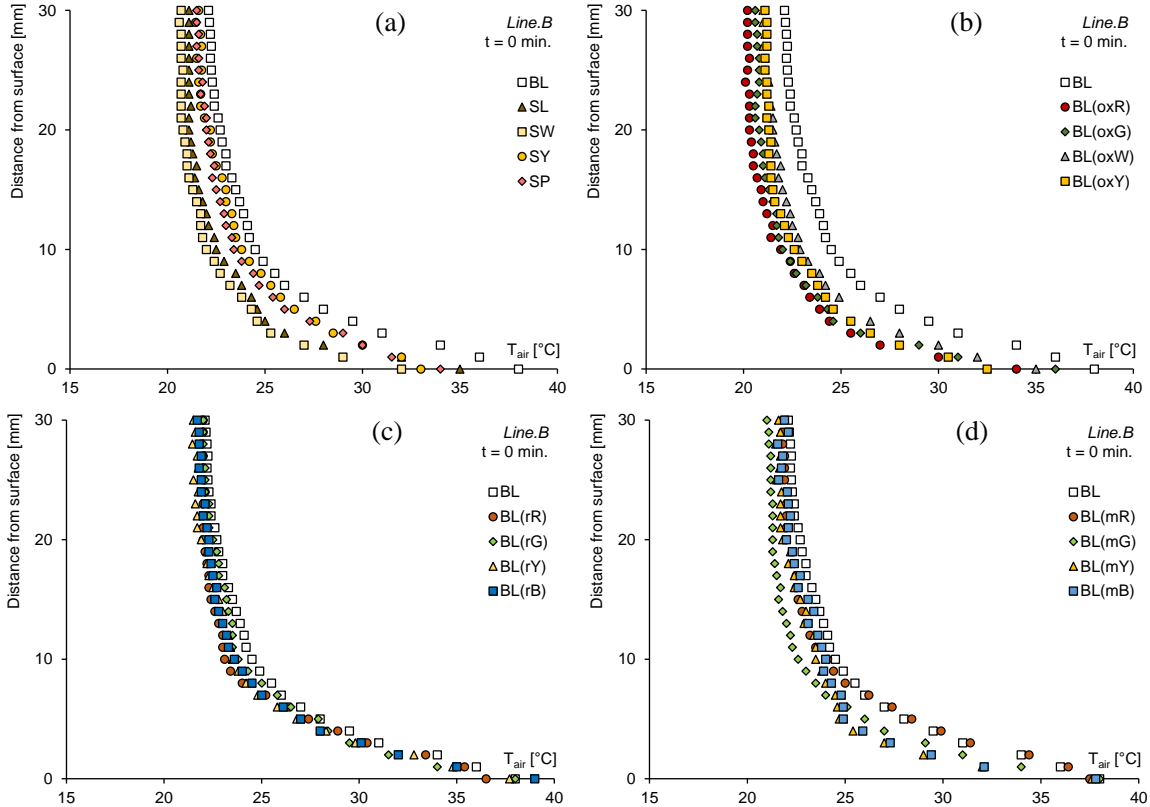 (a)
Line.B
t = 0 min.
Distance from surface [mm]
30
20
10
0
BL
SL
SW
SY
SP
T_air [°C]
15 20 25 30 35 40
(b)
Line.B
t = 0 min.
Distance from surface [mm]
30
20
10
0
BL
BL(oxR)
BL(oxG)
BL(oxW)
BL(oxY)
T_air [°C]
15 20 25 30 35 40
(c)
Line.B
t = 0 min.
Distance from surface [mm]
30
20
10
0
BL
BL(rR)
BL(rG)
BL(rY)
BL(rB)
T_air [°C]
15 20 25 30 35 40
(d)
Line.B
t = 0 min.
Distance from surface [mm]
30
20
10
0
BL
BL(mR)
BL(mG)
BL(mY)
BL(mB)
T_air [°C]
15 20 25 30 35 40